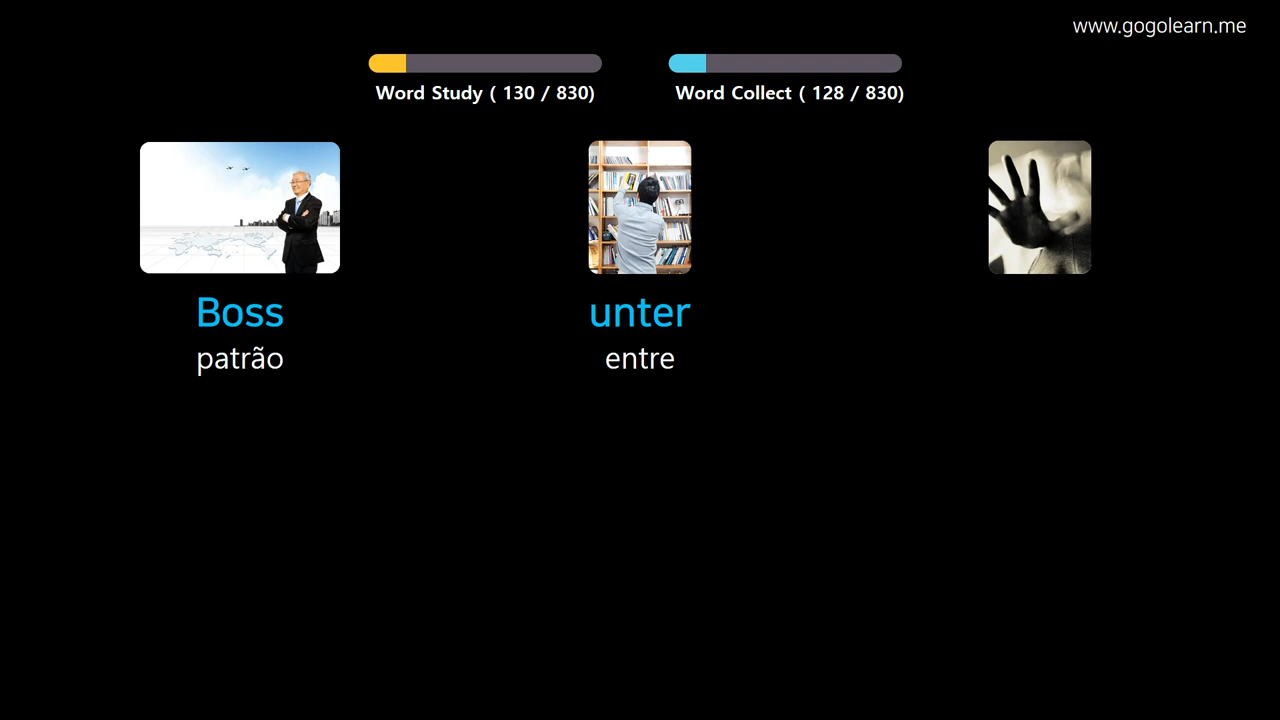 www.gogolearn.me
Word Study ( 130 / 830)
Word Collect ( 128 / 830)
Boss
patrão
unter
entre